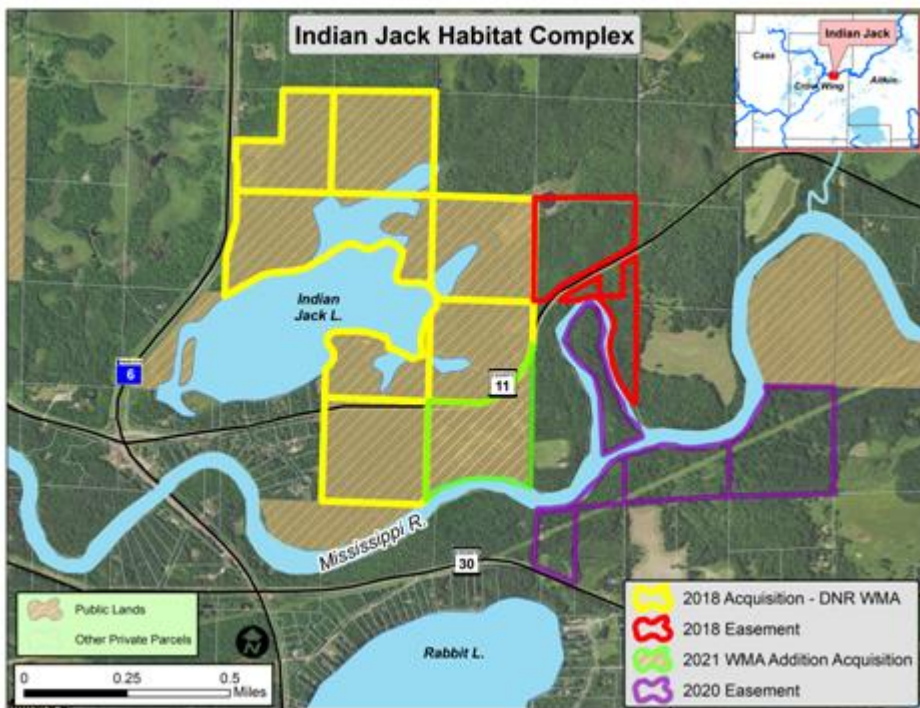 Indian Jack Habitat Complex
Indian Jack
Cass
Crow Wing
Aitkin
Indian
Jack L.
6
11
Mississippi R.
30
Rabbit L.
Public Lands
Other Private Parcels
0 0.25 0.5
Miles
2018 Acquisition - DNR WMA
2018 Easement
2021 WMA Addition Acquisition
2020 Easement